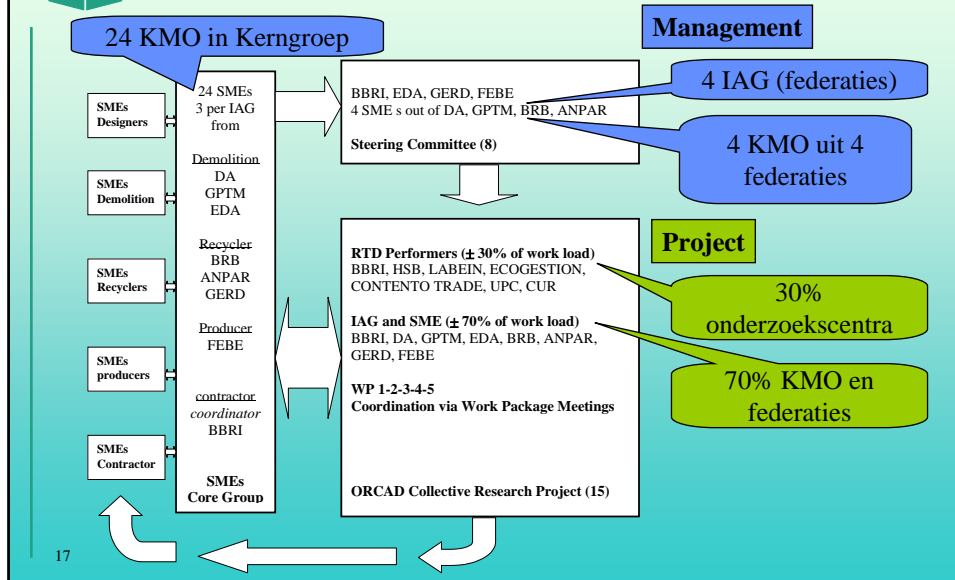 24 KMO in Kerngroep
Management
SMEs
Designers
SMEs
Demolition
SMEs
Recyclers
SMEs
producers
SMEs
Contractor
24 SMEs
3 per IAG
from
Demolition
DA
GPTM
EDA
Recycler
BRB
ANPAR
GERD
Producer
FEBE
contractor
coordinator
BBRI
SMEs
Core Group
BBRI, EDA, GERD, FEBE
4 SME s out of DA, GPTM, BRB, ANPAR
Steering Committee (8)
4 IAG (federaties)
4 KMO uit 4
federaties
Project
RTD Performers (± 30% of work load)
BBRI, HSB, LABEIN, ECOGESTION,
CONTENTO TRADE, UPC, CUR
IAG and SME (± 70% of work load)
BBRI, DA, GPTM, EDA, BRB, ANPAR,
GERD, FEBE
WP 1-2-3-4-5
Coordination via Work Package Meetings
ORCAD Collective Research Project (15)
30%
onderzoekscentra
70% KMO en
federaties
17